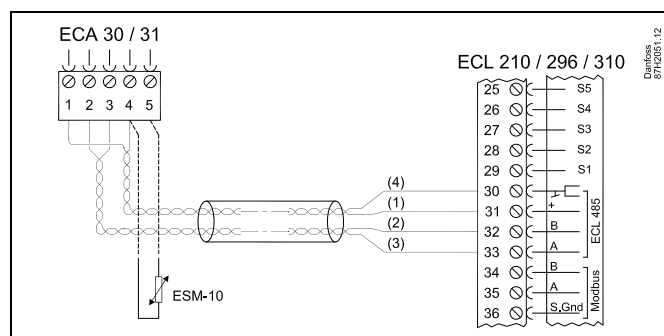 ECA 30 / 31
1 2 3 4 5
ESM-10
(4)
(1)
(2)
(3)
ECL 210 / 296 / 310
25 S5
26 S4
27 S3
28 S2
29 S1
30
31 +
32 B
33 A
ECL 485
34 B
35 A
36 S.Gnd
Modbus
Danfoss
87H2051.12